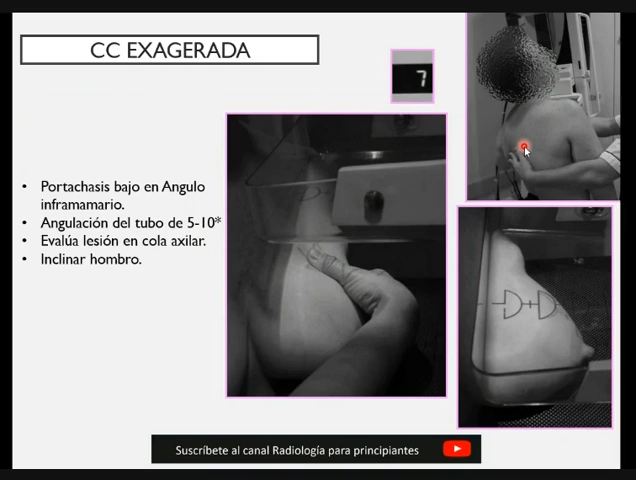 CC EXAGERADA
7
• Portachasis bajo en Angulo
inframamario.
• Angulación del tubo de 5-10*
• Evalúa lesión en cola axilar.
• Inclinar hombro.
Suscríbete al canal Radiología para principiantes